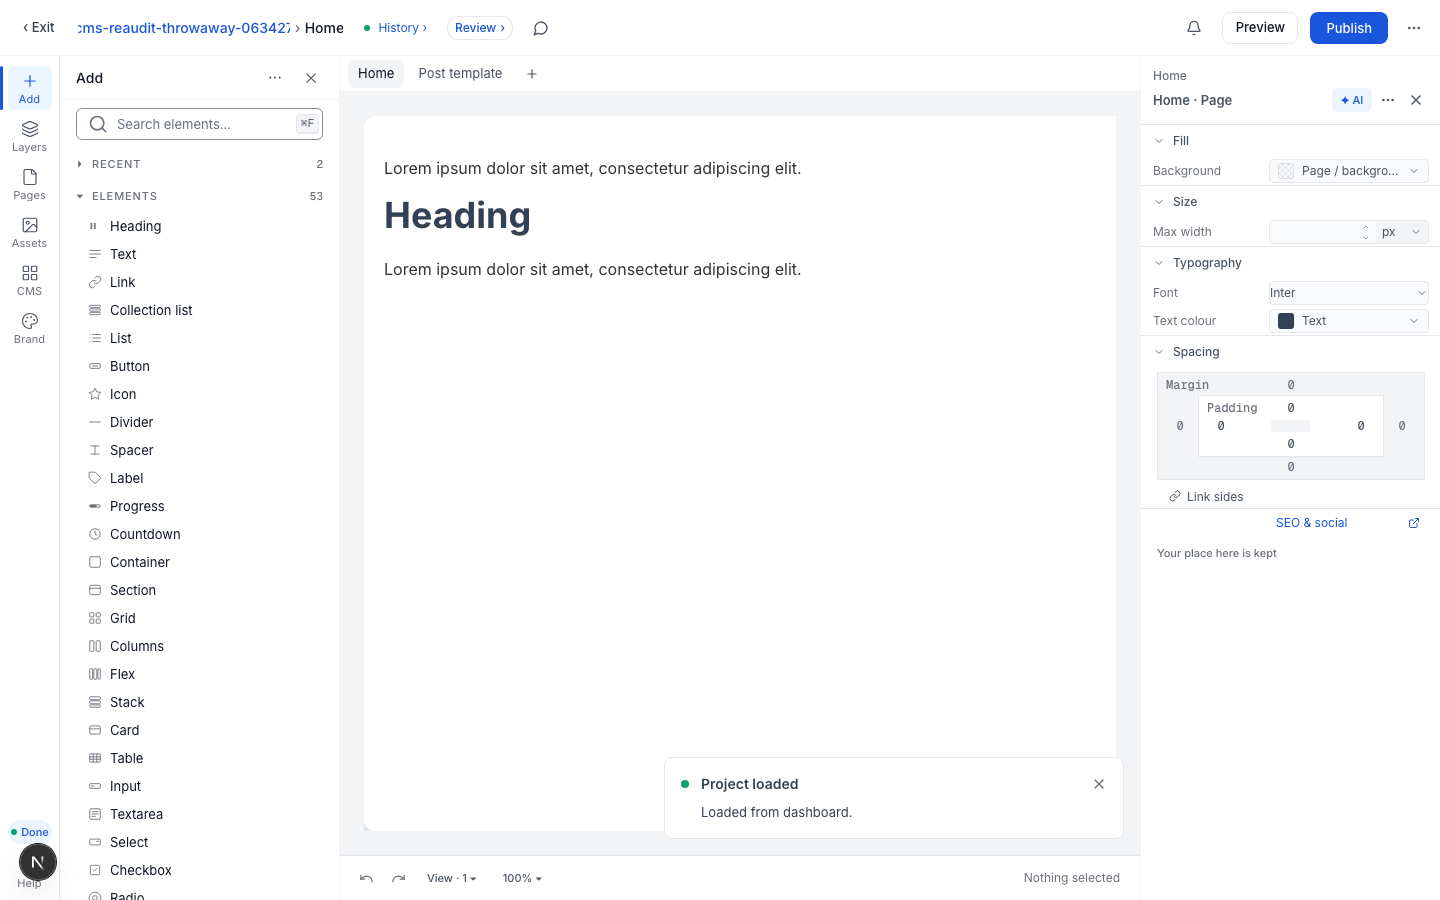 ‹ Exit
cms-reaudit-throwaway-063427 › Home
History ›
Review ›
Preview
Publish
Add
Layers
Pages
Assets
CMS
Brand
Done
N
Help
Add
Search elements...
⌘F
RECENT 2
ELEMENTS 53
Heading
Text
Link
Collection list
List
Button
Icon
Divider
Spacer
Label
Progress
Countdown
Container
Section
Grid
Columns
Flex
Stack
Card
Table
Input
Textarea
Select
Checkbox
Radio
Home Post template
Lorem ipsum dolor sit amet, consectetur adipiscing elit.
Heading
Lorem ipsum dolor sit amet, consectetur adipiscing elit.
Project loaded
Loaded from dashboard.
View · 1
100%
Nothing selected
Home
Home · Page
AI
Fill
Background Page / backgro...
Size
Max width px
Typography
Font Inter
Text colour Text
Spacing
Margin 0
Padding 0
0 0 0 0
0
0
Link sides
SEO & social
Your place here is kept